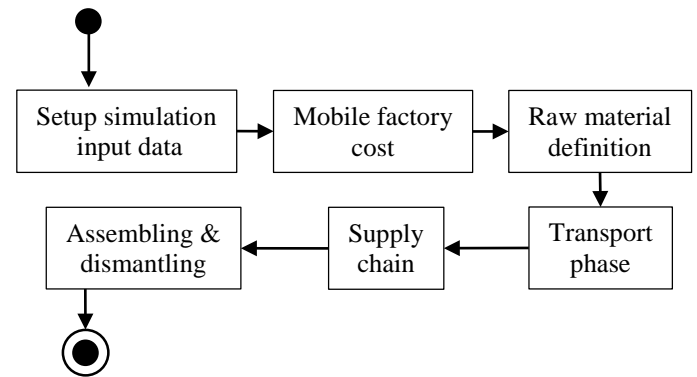 Setup simulation
input data
Mobile factory
cost
Raw material
definition
Transport
phase
Supply
chain
Assembling &
dismantling